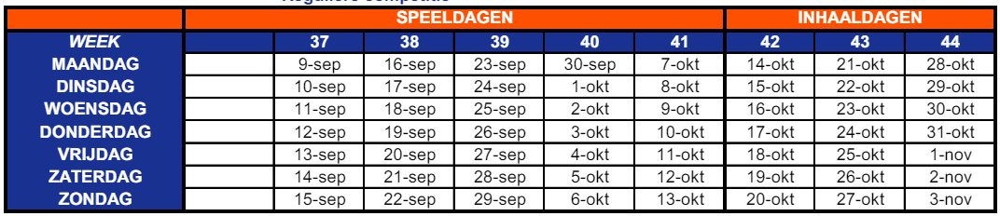 Reguliere competitie
SPEELDAGEN INHAALDAGEN
WEEK 37 38 39 40 41 42 43 44
MAANDAG 9-sep 16-sep 23-sep 30-sep 7-okt 14-okt 21-okt 28-okt
DINSDAG 10-sep 17-sep 24-sep 1-okt 8-okt 15-okt 22-okt 29-okt
WOENSDAG 11-sep 18-sep 25-sep 2-okt 9-okt 16-okt 23-okt 30-okt
DONDERDAG 12-sep 19-sep 26-sep 3-okt 10-okt 17-okt 24-okt 31-okt
VRIJDAG 13-sep 20-sep 27-sep 4-okt 11-okt 18-okt 25-okt 1-nov
ZATERDAG 14-sep 21-sep 28-sep 5-okt 12-okt 19-okt 26-okt 2-nov
ZONDAG 15-sep 22-sep 29-sep 6-okt 13-okt 20-okt 27-okt 3-nov